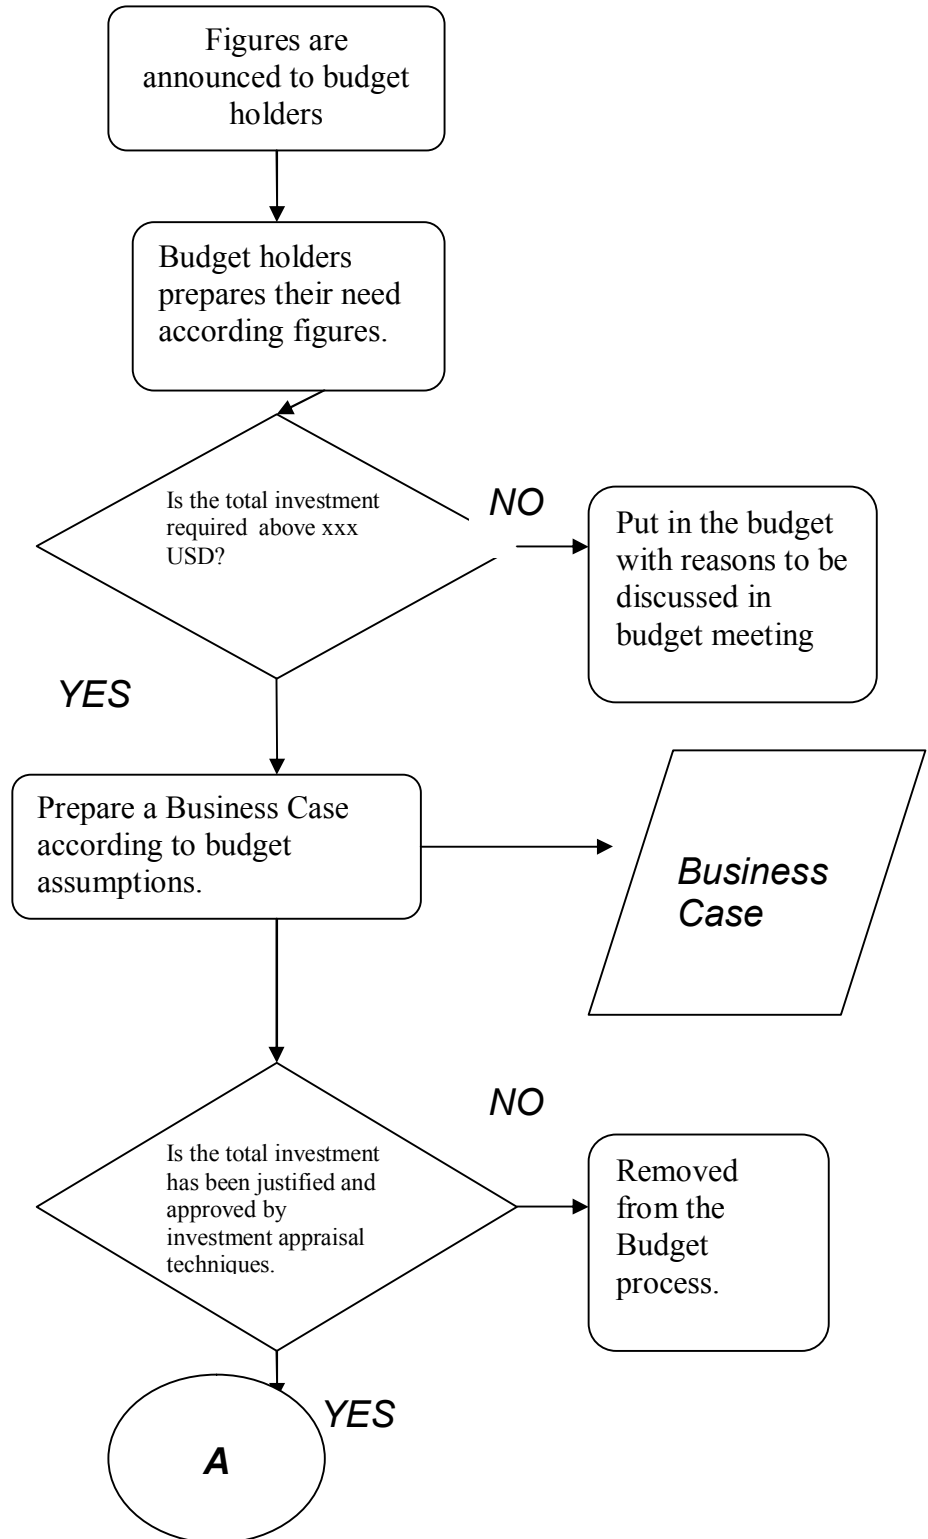 Figures are
announced to budget
holders
Budget holders
prepares their need
according figures.
Is the total investment
required above xxx
USD?
NO
Put in the budget
with reasons to be
discussed in
budget meeting
YES
Prepare a Business Case
according to budget
assumptions.
Business
Case
NO
Is the total investment
has been justified and
approved by
investment appraisal
techniques.
Removed
from the
Budget
process.
YES
A